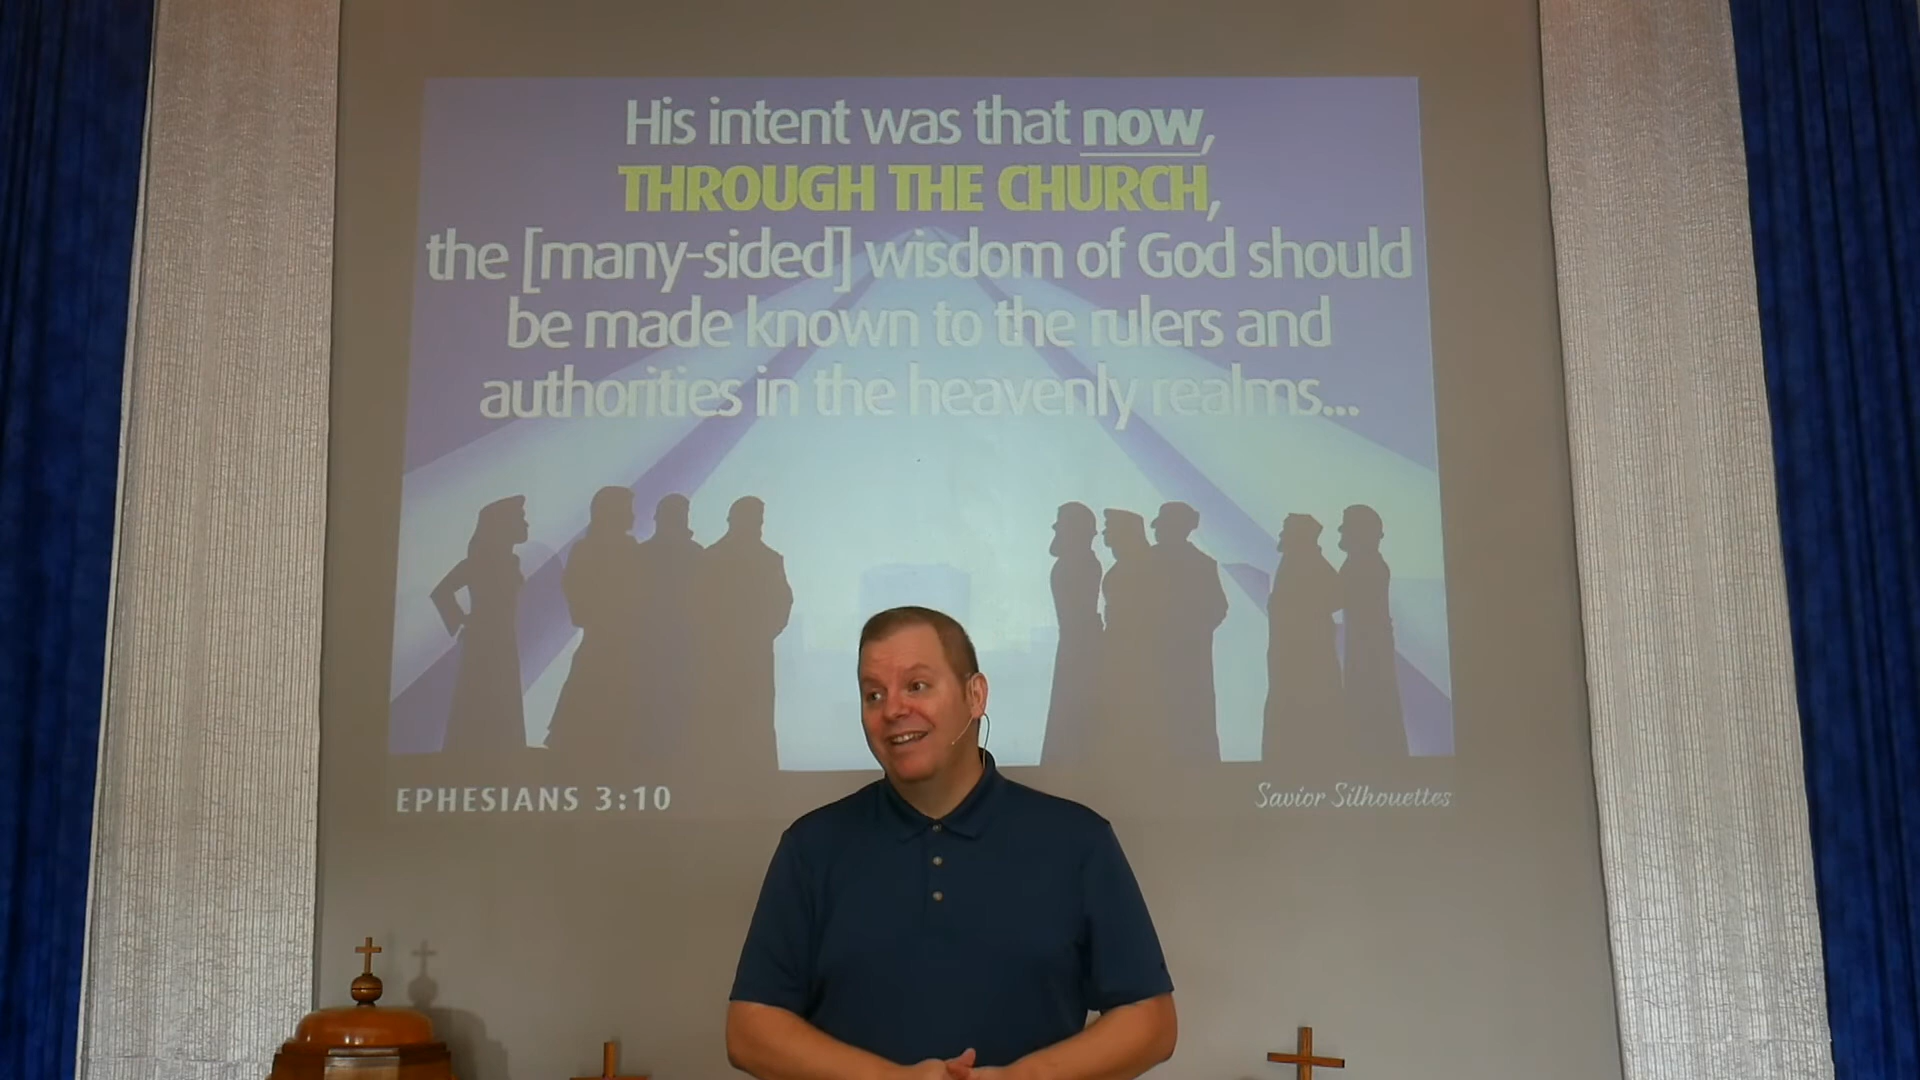 His intent was that now,
THROUGH THE CHURCH,
the [many-sided] wisdom of God should
be made known to the rulers and
authorities in the heavenly realms...
EPHESIANS 3:10
Savior Silhouettes